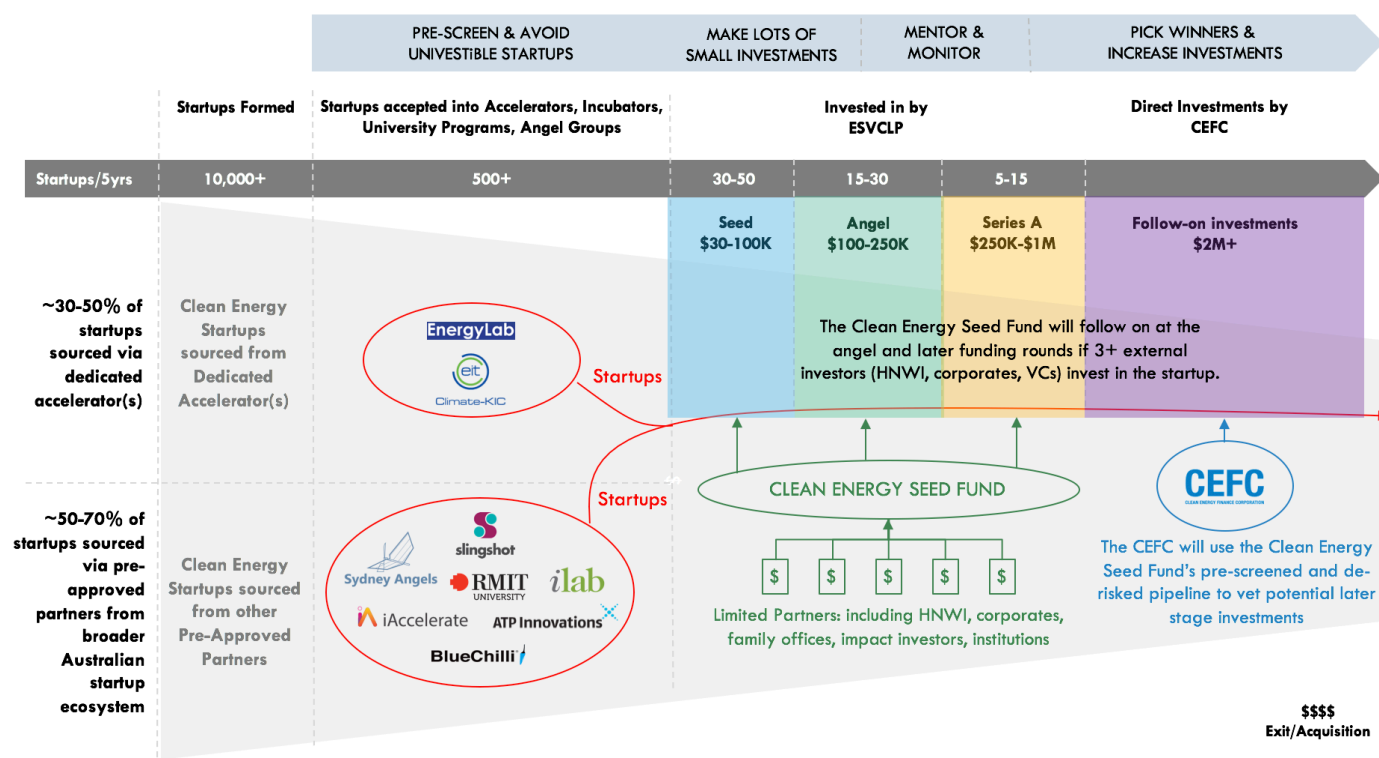 PRE-SCREEN & AVOID
UNIVESTiBLE STARTUPS
MAKE LOTS OF
SMALL INVESTMENTS
MENTOR &
MONITOR
PICK WINNERS &
INCREASE INVESTMENTS
Startups Formed
Startups accepted into Accelerators, Incubators,
University Programs, Angel Groups
Invested in by
ESVCLP
Direct Investments by
CEFC
Startups/5yrs
10,000+
500+
30-50
15-30
5-15
Seed
$30-100K
Angel
$100-250K
Series A
$250K-$1M
Follow-on investments
$2M+
~30-50% of
startups
sourced via
dedicated
accelerator(s)
Clean Energy
Startups
sourced from
Dedicated
Accelerator(s)
EnergyLab
eit
Climate-KIC
Startups
The Clean Energy Seed Fund will follow on at the
angel and later funding rounds if 3+ external
investors (HNWI, corporates, VCs) invest in the startup.
~50-70% of
startups sourced
via pre-
approved
partners from
broader
Australian
startup
ecosystem
Clean Energy
Startups sourced
from other
Pre-Approved
Partners
slingshot
Sydney Angels
RMIT
UNIVERSITY
ilab
iAccelerate
ATP Innovations
BlueChilli
Startups
CLEAN ENERGY SEED FUND
$ $ $ $ $
Limited Partners: including HNWI, corporates,
family offices, impact investors, institutions
CEFC
CLEAN ENERGY FINANCE CORPORATION
The CEFC will use the Clean Energy
Seed Fund's pre-screened and de-
risked pipeline to vet potential later
stage investments
$$$$
Exit/Acquisition